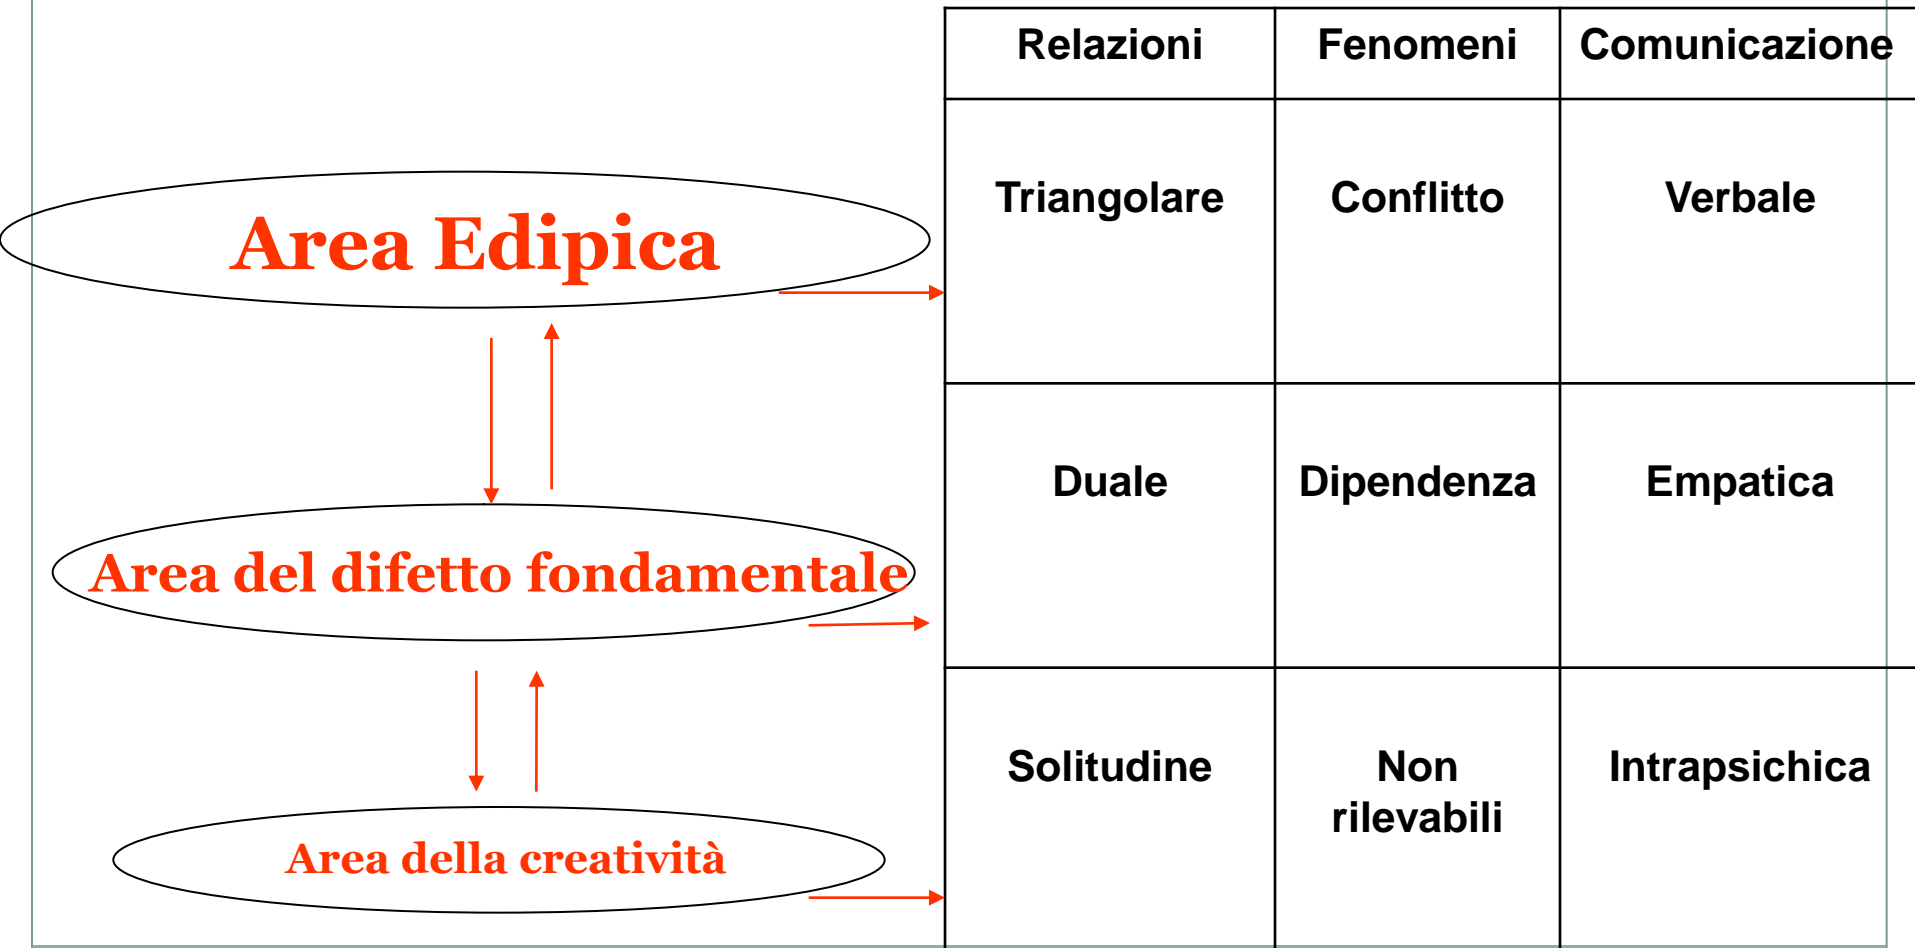 Relazioni Fenomeni Comunicazione
Area Edipica
Triangolare Conflitto Verbale
Area del difetto fondamentale
Duale Dipendenza Empatica
Area della creatività
Solitudine Non Intrapsichica
rilevabili